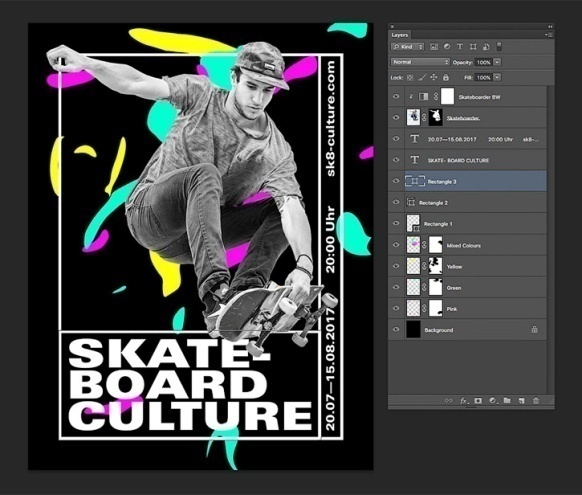 SKATE-
BOARD
CULTURE
20.07—15.08.2017 20:00 Uhr sk8-culture.com
Layers
Kind
Normal Opacity: 100%
Lock: Fill: 100%
Skateboarder BW
Skateboarder
20.07—15.08.2017 20:00 Uhr sk8-...
SKATE- BOARD CULTURE
Rectangle 3
Rectangle 2
Rectangle 1
Mixed Colours
Yellow
Green
Pink
Background
fx